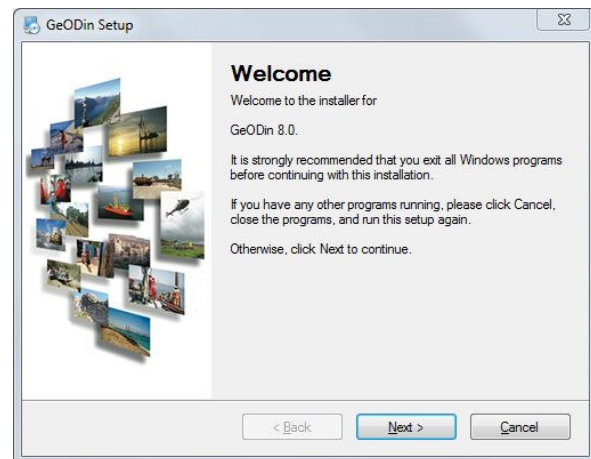 GeODin Setup
Welcome
Welcome to the installer for
GeODin 8.0.
It is strongly recommended that you exit all Windows programs
before continuing with this installation.
If you have any other programs running, please click Cancel,
close the programs, and run this setup again.
Otherwise, click Next to continue.
< Back
Next >
Cancel